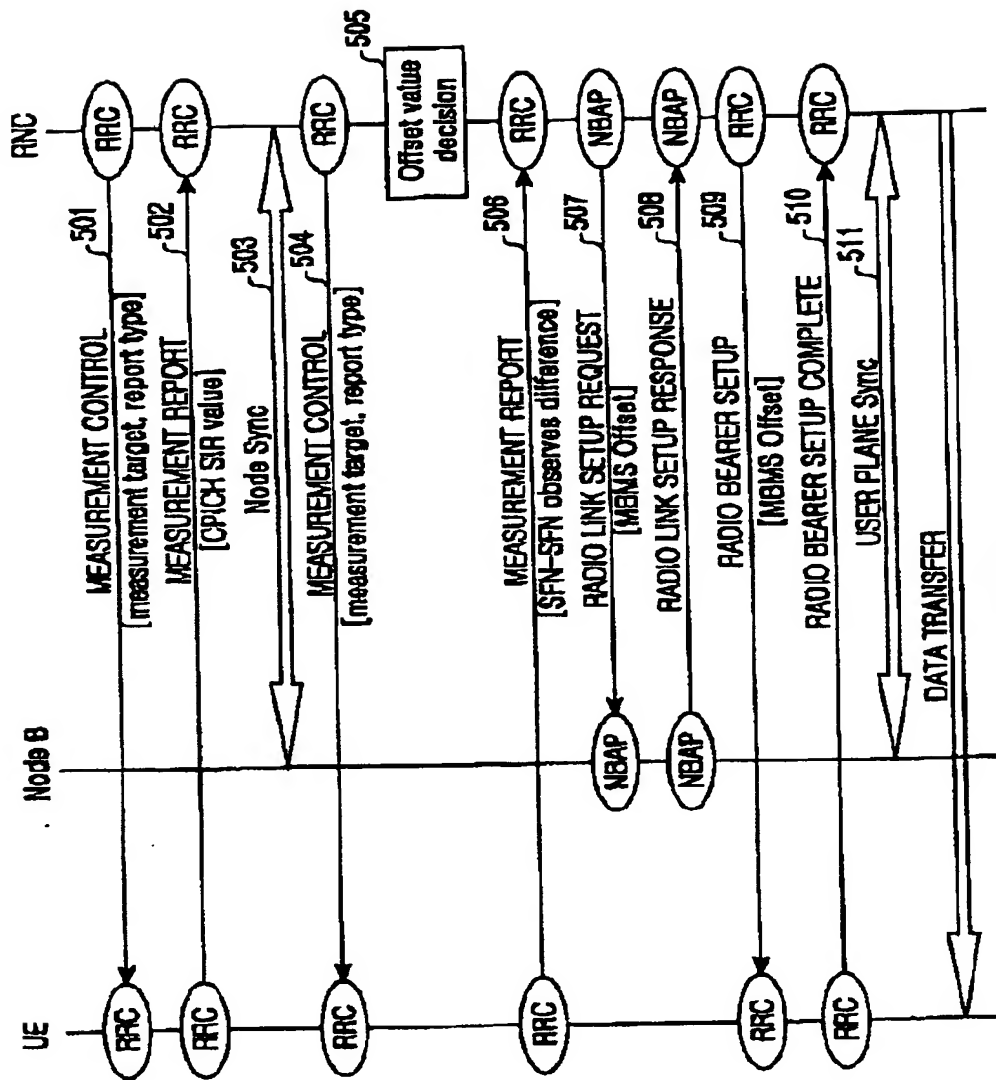 UE
Node B
RNC
RRC
RRC
501
MEASUREMENT CONTROL
[measurement target, report type]
RRC
RRC
502
MEASUREMENT REPORT
[CPICH SIR value]
503
Node Sync
RRC
RRC
504
MEASUREMENT CONTROL
[measurement target, report type]
505
Offset value
decision
RRC
RRC
506
MEASUREMENT REPORT
[SFN-SFN observes difference]
NBAP
NBAP
507
RADIO LINK SETUP REQUEST
[MBMS Offset]
NBAP
NBAP
508
RADIO LINK SETUP RESPONSE
RRC
RRC
509
RADIO BEARER SETUP
[MBMS Offset]
RRC
RRC
510
RADIO BEARER SETUP COMPLETE
511
USER PLANE Sync
DATA TRANSFER